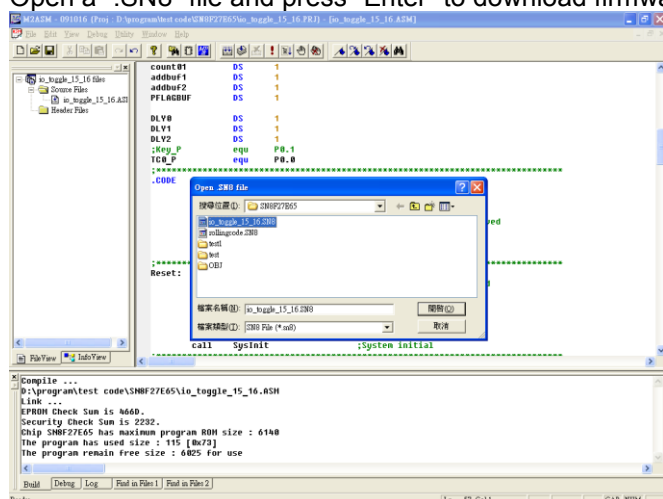 Open a ".SN8" file and press "Enter" to download firmwa
M2ASM - 091016 (Proj : D:\program\test code\SN8F27E65\io_toggle_15_16.PRJ) - [io_toggle_15_16.ASM]
File Edit View Debug Utility Window Help
io_toggle_15_16 files
Source Files
io_toggle_15_16.ASI
Header Files
count01 DS 1
addbuf1 DS 1
addbuf2 DS 1
PFLAGBUF DS 1
DLY0 DS 1
DLY1 DS 1
DLY2 DS 1
;Key_P equ P0.1
TC0_P equ P0.0
.CODE
Open .SN8 file
搜尋位置(I): SN8F27E65
io_toggle_15_16.SN8
rollingcode.SN8
test1
test
OBJ
ved
Reset:
檔案名稱(N): io_toggle_15_16.SN8 開啟(O)
檔案類型(T): SN8 File (*.sn8) 取消
call SysInit ;System initial
FileView InfoView
Compile ...
D:\program\test code\SN8F27E65\io_toggle_15_16.ASM
Link ...
EPROM Check Sum is 466D.
Security Check Sum is 2232.
Chip SN8F27E65 has maximum program ROM size : 6140
The program has used size : 115 [0x73]
The program remain free size : 6025 for use
Build Debug Log Find in Files 1 Find in Files 2